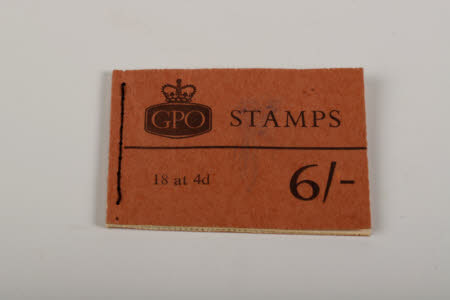 GPO STAMPS
18 at 4d 6/-